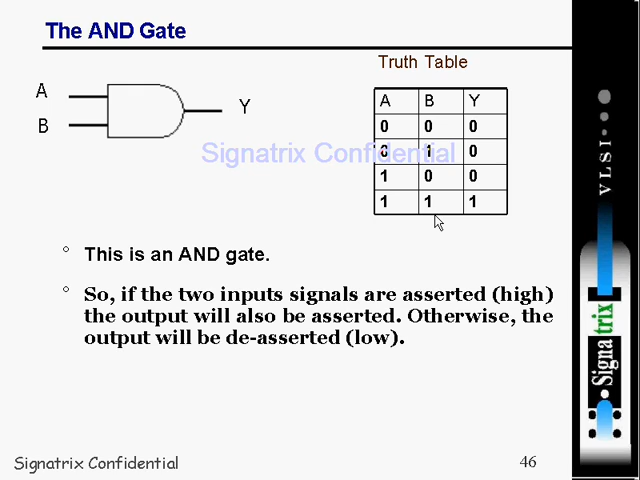 The AND Gate
Truth Table
A
B
Y
A B Y
0 0 0
0 1 0
1 0 0
1 1 1
Signatrix Confidential
° This is an AND gate.
° So, if the two inputs signals are asserted (high)
the output will also be asserted. Otherwise, the
output will be de-asserted (low).
Signatrix Confidential
46
VLSI
Signatrix